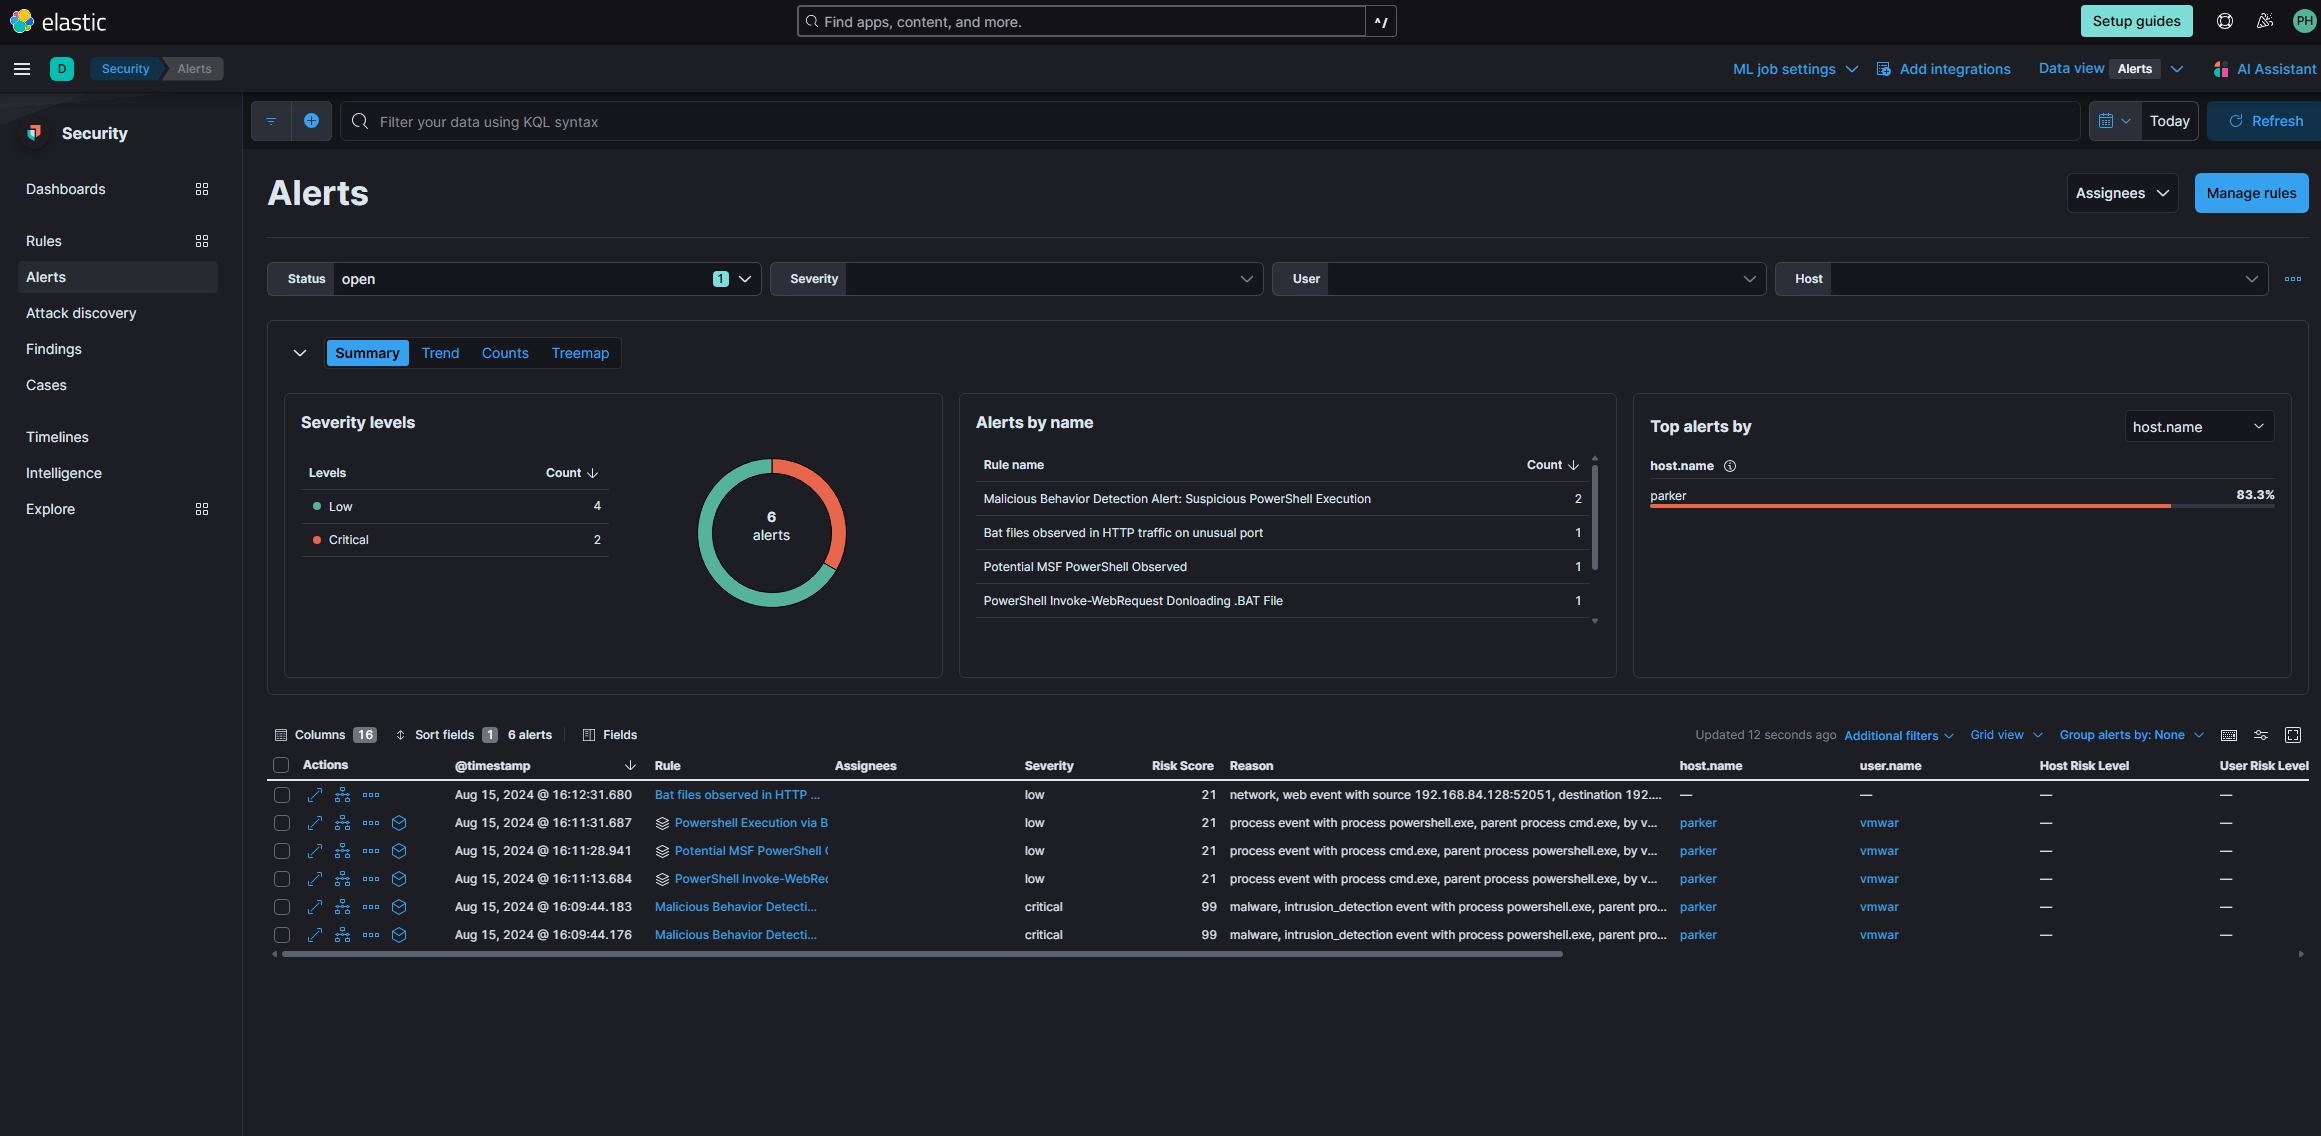 elastic
Find apps, content, and more.
^/
Setup guides
PH
D
Security
Alerts
ML job settings
Add integrations
Data view
Alerts
AI Assistant
Security
Filter your data using KQL syntax
Today
Refresh
Dashboards
Rules
Alerts
Attack discovery
Findings
Cases
Timelines
Intelligence
Explore
Alerts
Assignees
Manage rules
Status open 1
Severity
User
Host
Summary Trend Counts Treemap
Severity levels
Levels Count
Low 4
Critical 2
6
alerts
Alerts by name
Rule name Count
Malicious Behavior Detection Alert: Suspicious PowerShell Execution 2
Bat files observed in HTTP traffic on unusual port 1
Potential MSF PowerShell Observed 1
PowerShell Invoke-WebRequest Donloading .BAT File 1
Top alerts by
host.name
host.name
parker 83.3%
Columns 16 Sort fields 1 6 alerts Fields
Updated 12 seconds ago Additional filters Grid view Group alerts by: None
Actions @timestamp Rule Assignees Severity Risk Score Reason host.name user.name Host Risk Level User Risk Level
Aug 15, 2024 @ 16:12:31.680 Bat files observed in HTTP ... low 21 network, web event with source 192.168.84.128:52051, destination 192.... — — — —
Aug 15, 2024 @ 16:11:31.687 Powershell Execution via B low 21 process event with process powershell.exe, parent process cmd.exe, by v... parker vmwar — —
Aug 15, 2024 @ 16:11:28.941 Potential MSF PowerShell low 21 process event with process cmd.exe, parent process powershell.exe, by v... parker vmwar — —
Aug 15, 2024 @ 16:11:13.684 PowerShell Invoke-WebRe low 21 process event with process cmd.exe, parent process powershell.exe, by v... parker vmwar — —
Aug 15, 2024 @ 16:09:44.183 Malicious Behavior Detecti... critical 99 malware, intrusion_detection event with process powershell.exe, parent pro... parker vmwar — —
Aug 15, 2024 @ 16:09:44.176 Malicious Behavior Detecti... critical 99 malware, intrusion_detection event with process powershell.exe, parent pro... parker vmwar — —